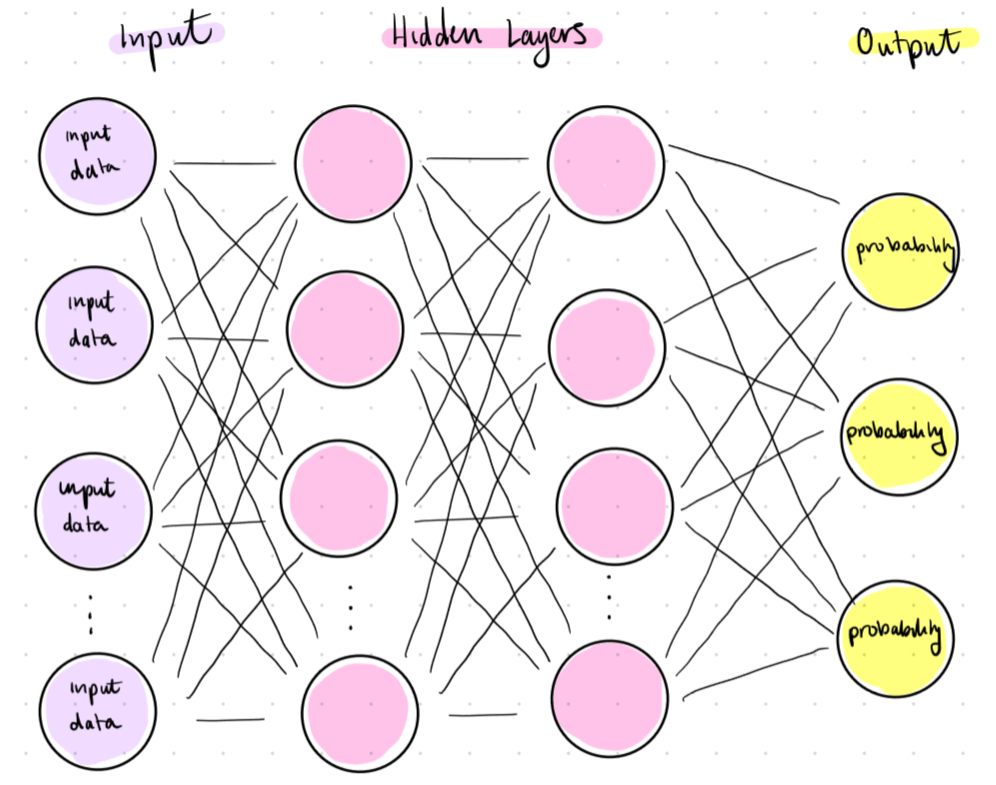 Input
Hidden Layers
Output
input
data
input
data
input
data
input
data
probability
probability
probability